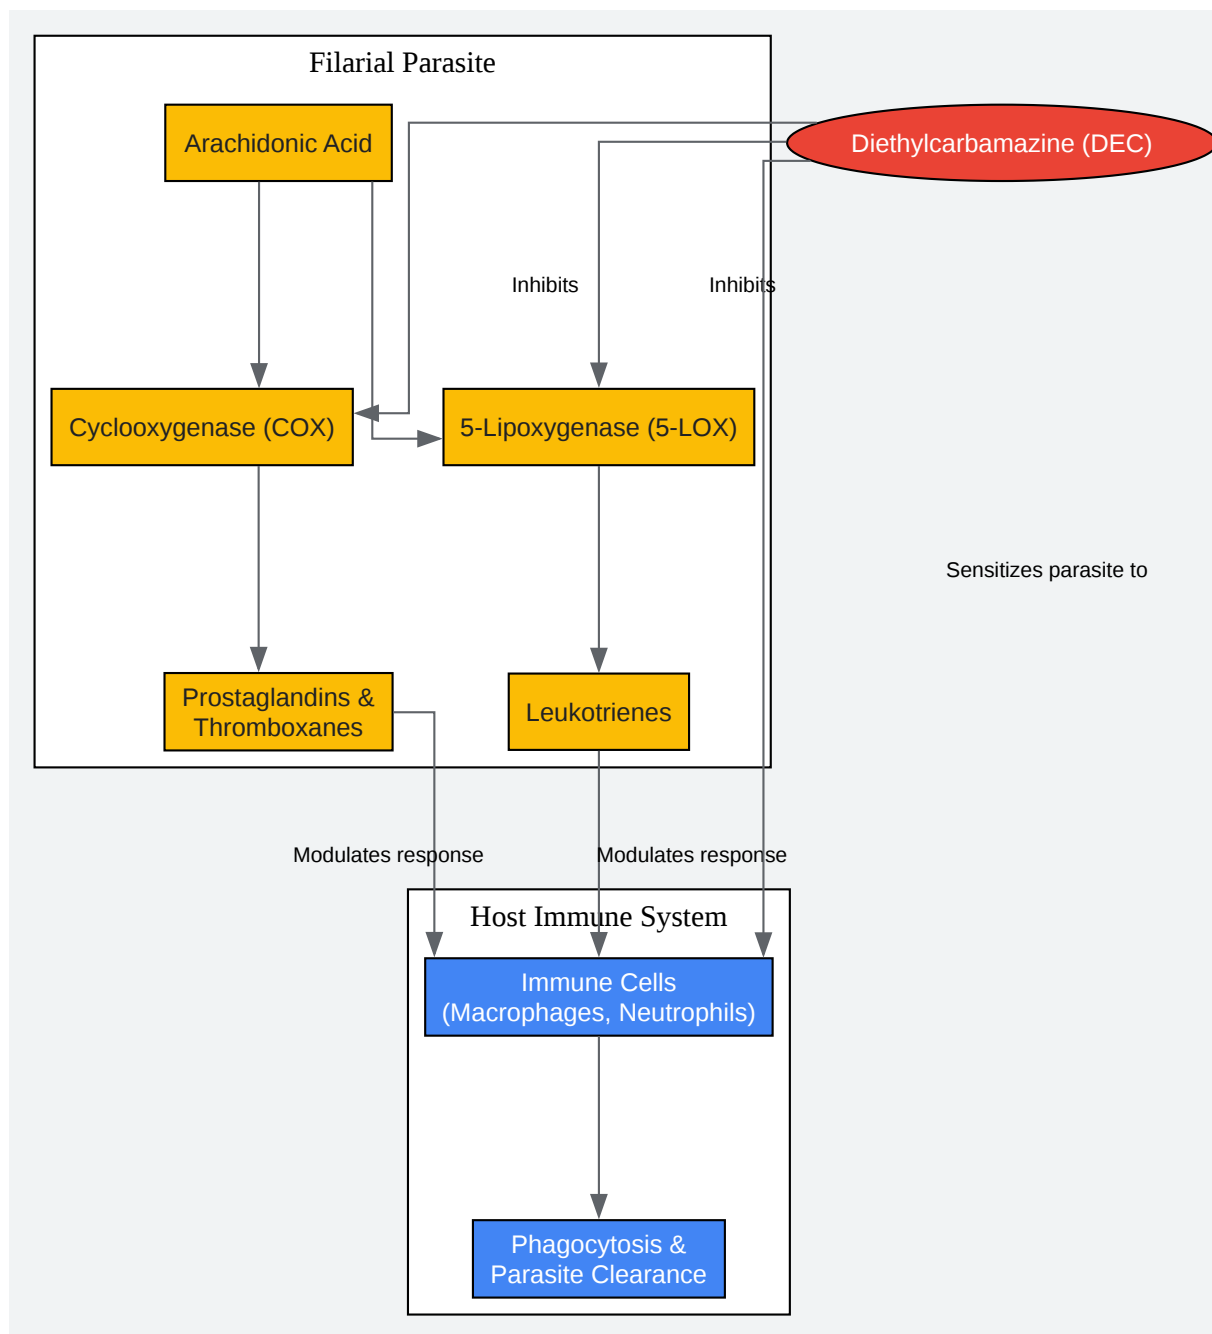 Filarial Parasite
Arachidonic Acid
Diethylcarbamazine (DEC)
Inhibits
Inhibits
Cyclooxygenase (COX)
5-Lipoxygenase (5-LOX)
Sensitizes parasite to
Prostaglandins &
Thromboxanes
Leukotrienes
Modulates response
Modulates response
Host Immune System
Immune Cells
(Macrophages, Neutrophils)
Phagocytosis &
Parasite Clearance